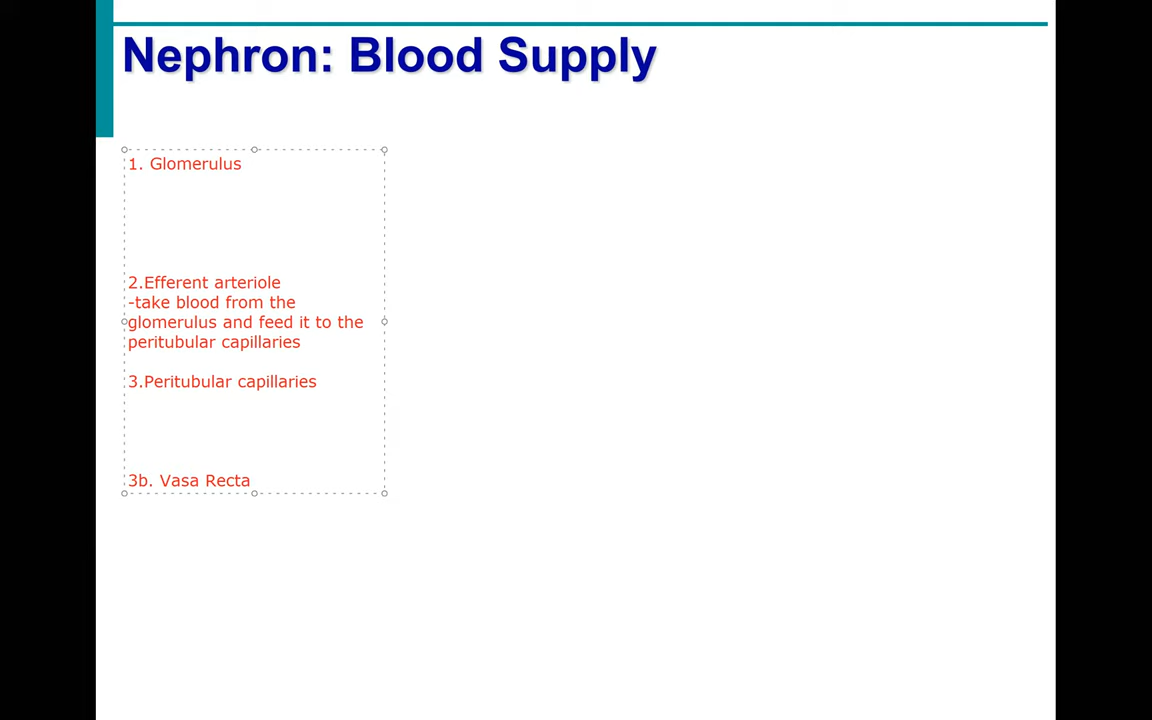 Nephron: Blood Supply
1. Glomerulus
2.Efferent arteriole
-take blood from the
glomerulus and feed it to the
peritubular capillaries
3.Peritubular capillaries
3b. Vasa Recta